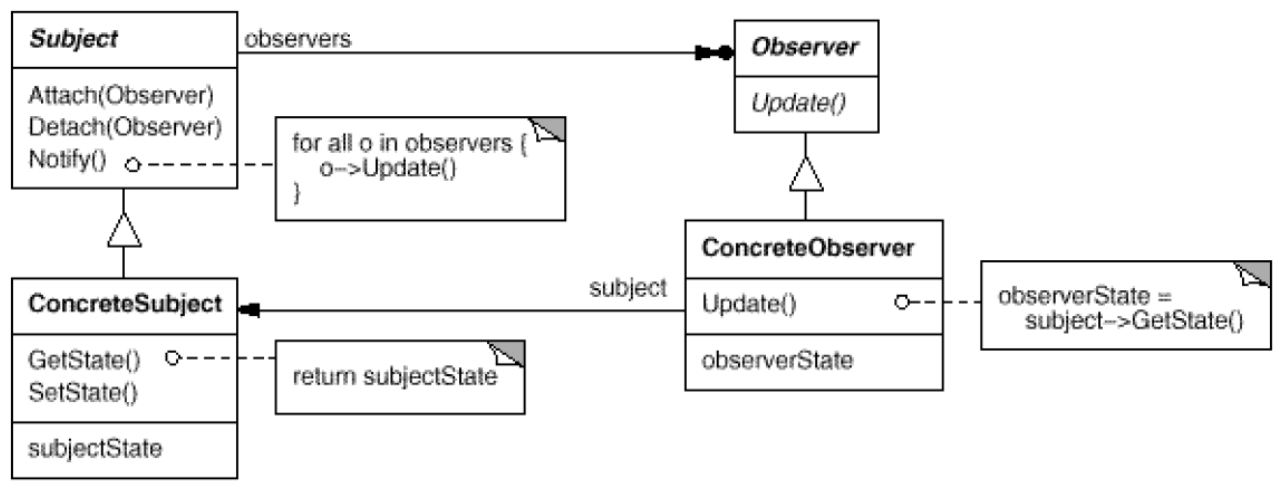 Subject
Attach(Observer)
Detach(Observer)
Notify()
observers
for all o in observers {
o->Update()
}
Observer
Update()
ConcreteSubject
GetState()
SetState()
subjectState
return subjectState
subject
ConcreteObserver
Update()
observerState
observerState =
subject->GetState()